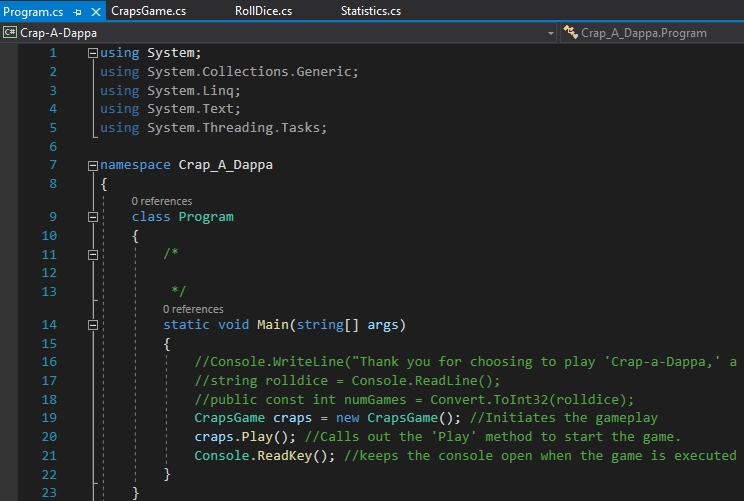 Program.cs CrapsGame.cs RollDice.cs Statistics.cs
C# Crap-A-Dappa Crap_A_Dappa.Program
1 using System;
2 using System.Collections.Generic;
3 using System.Linq;
4 using System.Text;
5 using System.Threading.Tasks;
6
7 namespace Crap_A_Dappa
8 {
0 references
9 class Program
10 {
11 /*
12
13 */
0 references
14 static void Main(string[] args)
15 {
16 //Console.WriteLine("Thank you for choosing to play 'Crap-a-Dappa,' a
17 //string rolldice = Console.ReadLine();
18 //public const int numGames = Convert.ToInt32(rolldice);
19 CrapsGame craps = new CrapsGame(); //Initiates the gameplay
20 craps.Play(); //Calls out the 'Play' method to start the game.
21 Console.ReadKey(); //keeps the console open when the game is executed
22 }
23 }